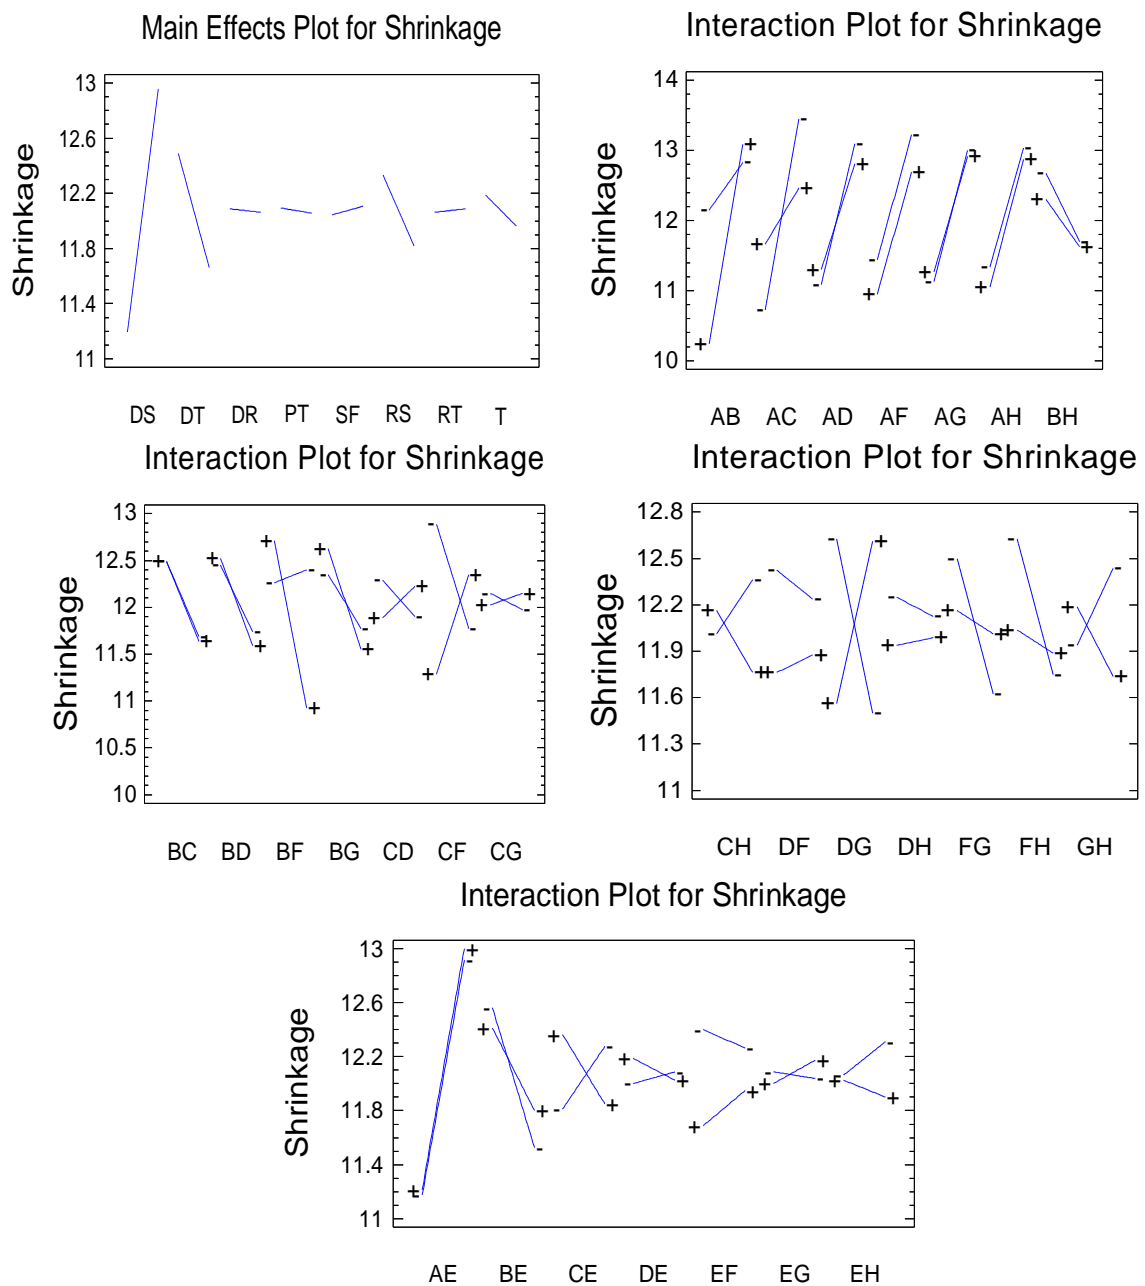 Main Effects Plot for Shrinkage
Shrinkage
13
12.6
12.2
11.8
11.4
11
DS DT DR PT SF RS RT T
Interaction Plot for Shrinkage
Shrinkage
14
13
12
11
10
AB AC AD AF AG AH BH
Interaction Plot for Shrinkage
Shrinkage
13
12.5
12
11.5
11
10.5
10
BC BD BF BG CD CF CG
Interaction Plot for Shrinkage
Shrinkage
12.8
12.5
12.2
11.9
11.6
11.3
11
CH DF DG DH FG FH GH
Interaction Plot for Shrinkage
Shrinkage
13
12.6
12.2
11.8
11.4
11
AE BE CE DE EF EG EH